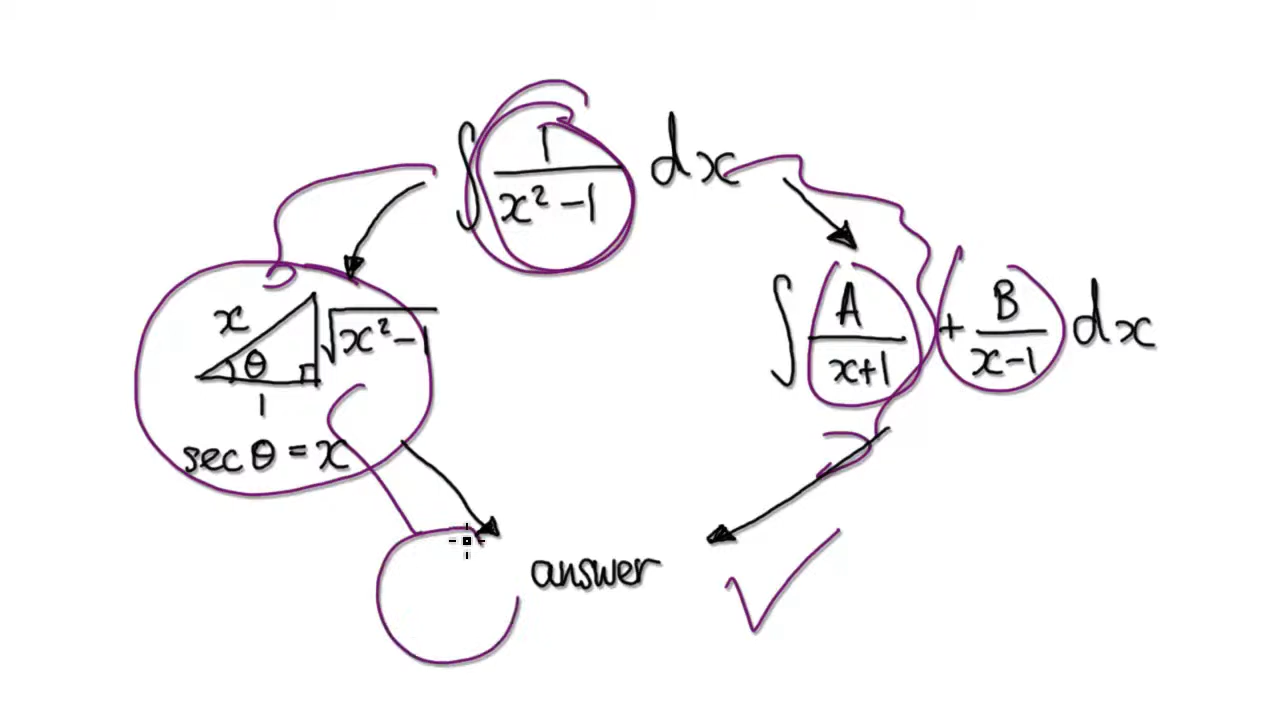 ∫ 1/(x² − 1) dx
x
√(x² − 1)
θ
1
sec θ = x
∫ A/(x+1) + B/(x−1) dx
answer